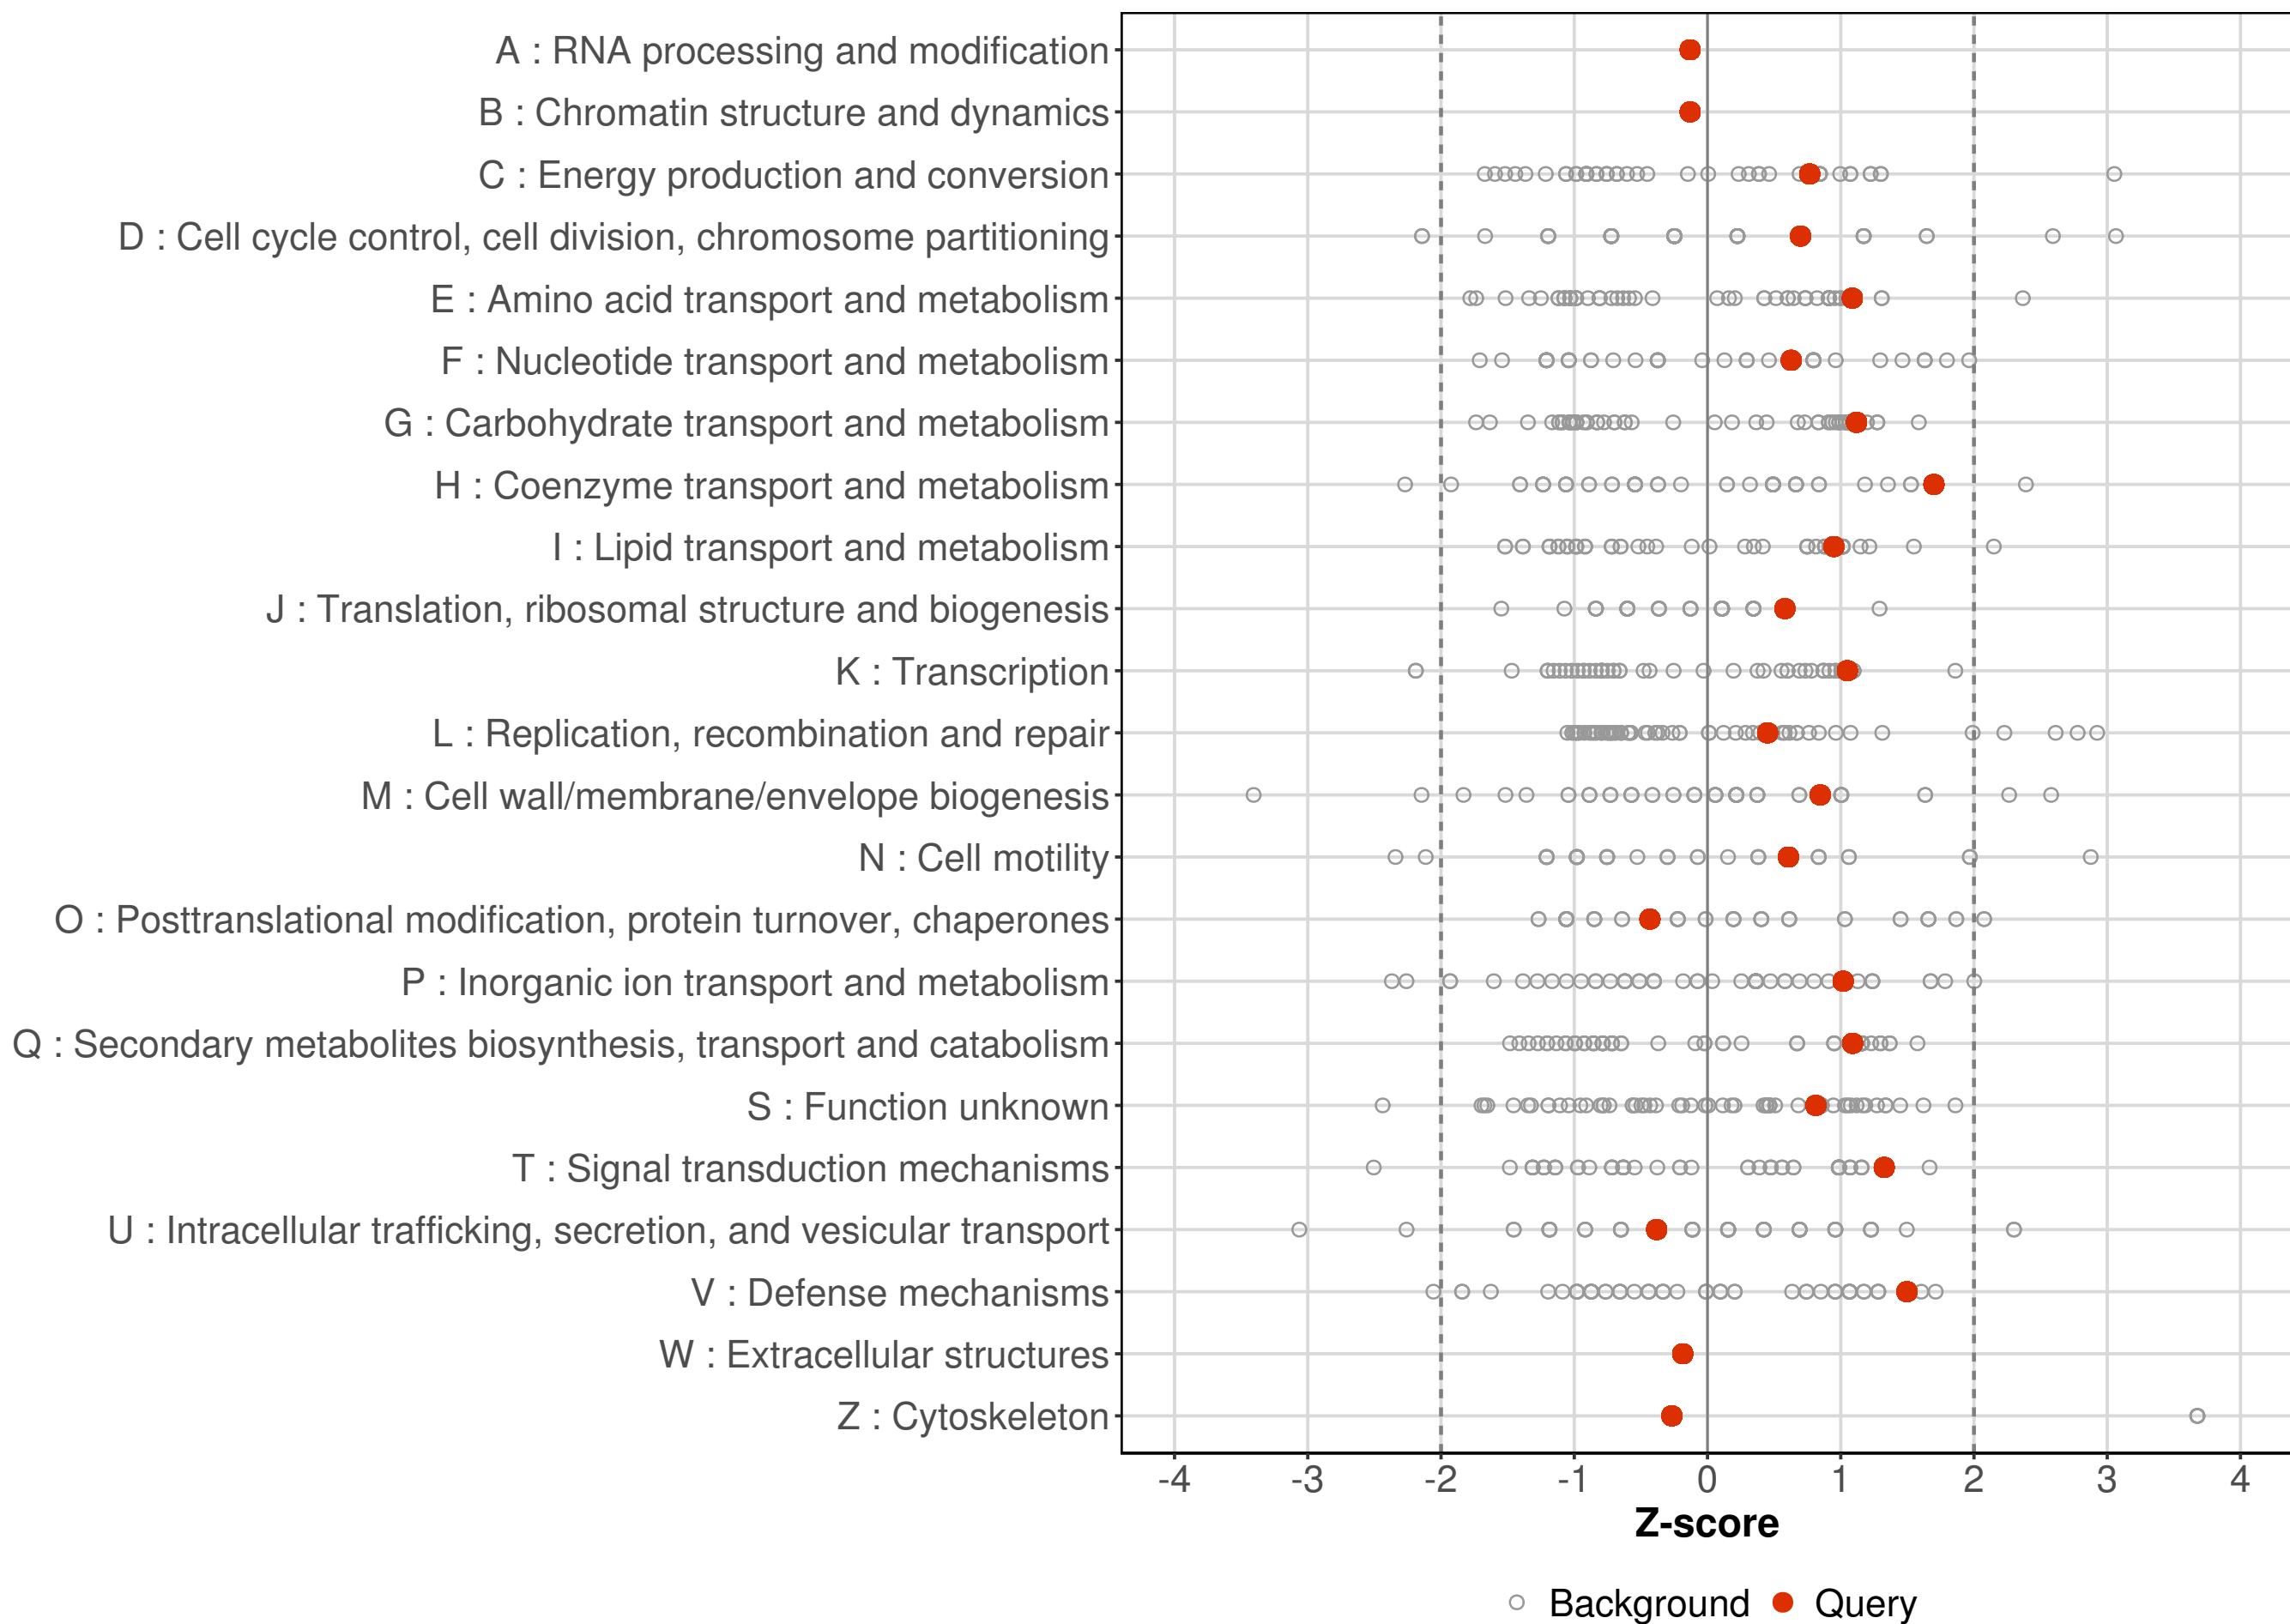 A : RNA processing and modification
B : Chromatin structure and dynamics
C : Energy production and conversion
D : Cell cycle control, cell division, chromosome partitioning
E : Amino acid transport and metabolism
F : Nucleotide transport and metabolism
G : Carbohydrate transport and metabolism
H : Coenzyme transport and metabolism
I : Lipid transport and metabolism
J : Translation, ribosomal structure and biogenesis
K : Transcription
L : Replication, recombination and repair
M : Cell wall/membrane/envelope biogenesis
N : Cell motility
O : Posttranslational modification, protein turnover, chaperones
P : Inorganic ion transport and metabolism
Q : Secondary metabolites biosynthesis, transport and catabolism
S : Function unknown
T : Signal transduction mechanisms
U : Intracellular trafficking, secretion, and vesicular transport
V : Defense mechanisms
W : Extracellular structures
Z : Cytoskeleton
-4 -3 -2 -1 0 1 2 3 4
Z-score
Background Query